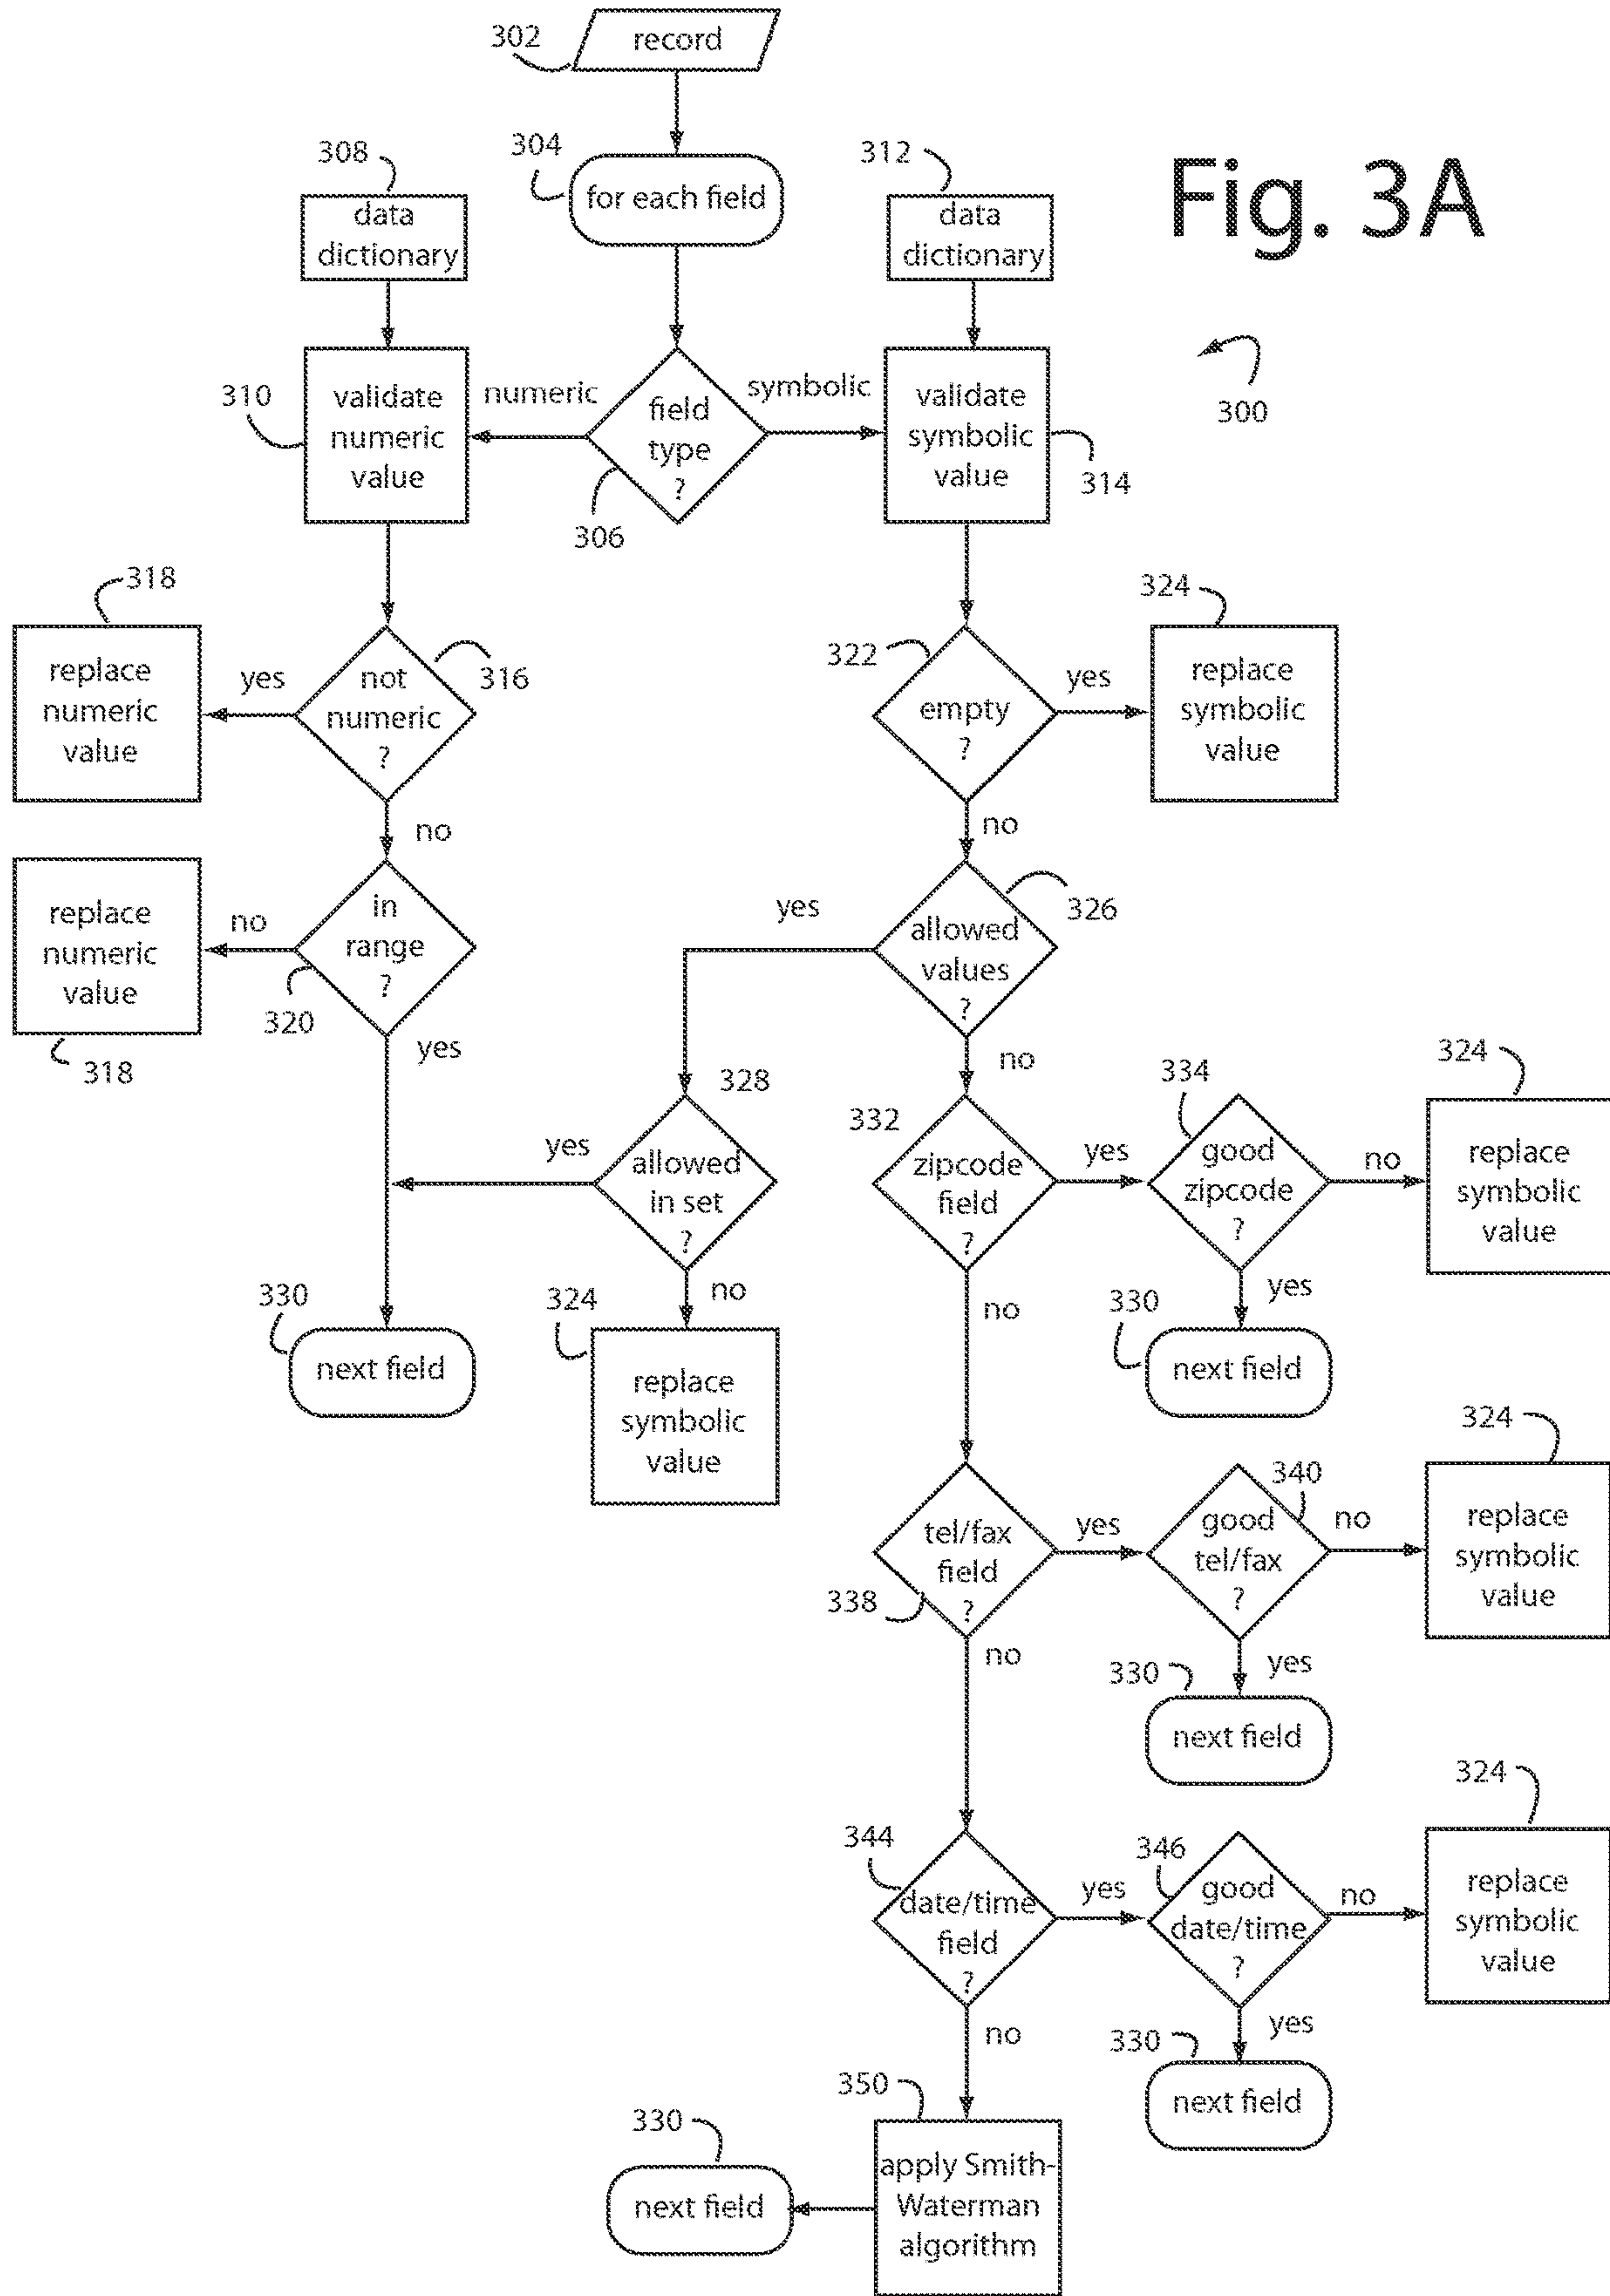 302
record
304
for each field
308
data
dictionary
312
data
dictionary
Fig. 3A
300
310
validate
numeric
value
numeric
field
type
?
306
symbolic
validate
symbolic
value
314
318
replace
numeric
value
yes
not
numeric
?
316
no
322
empty
?
yes
324
replace
symbolic
value
no
replace
numeric
value
318
no
in
range
?
320
yes
yes
allowed
values
?
326
no
328
yes
allowed
in set
?
no
332
zipcode
field
?
yes
334
good
zipcode
?
no
324
replace
symbolic
value
yes
330
next field
330
next field
324
replace
symbolic
value
no
tel/fax
field
?
338
yes
340
good
tel/fax
?
no
324
replace
symbolic
value
yes
330
next field
no
344
date/time
field
?
yes
346
good
date/time
?
no
324
replace
symbolic
value
yes
330
next field
no
350
apply Smith-
Waterman
algorithm
330
next field